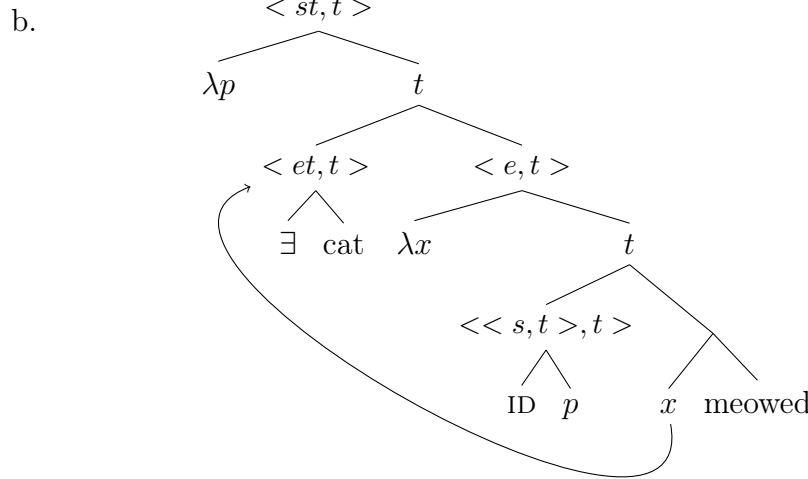 b.
< st, t >
λp t
< et, t > < e, t >
∃ cat λx t
<< s, t >, t >
ID p x meowed